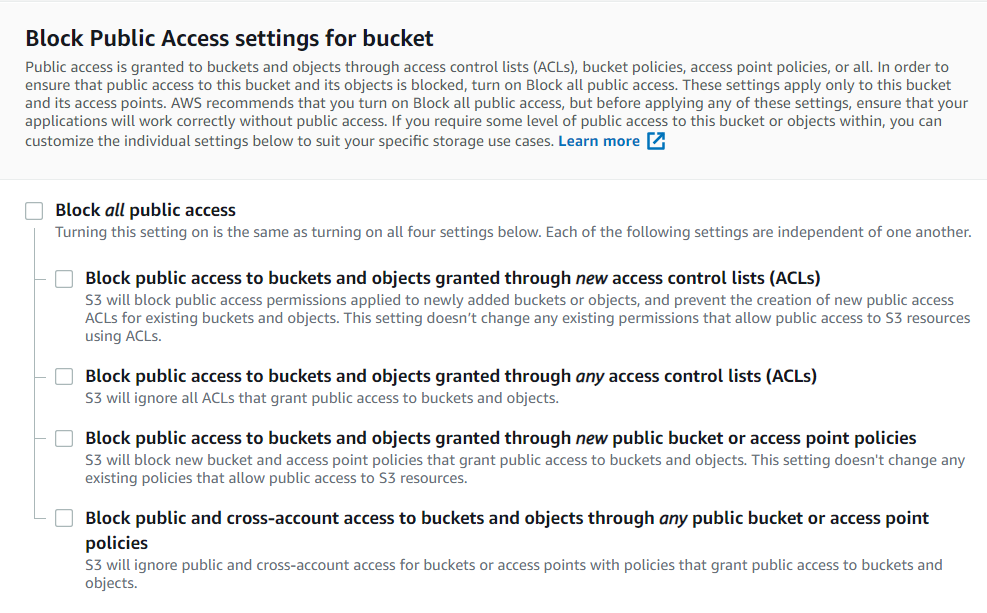 Block Public Access settings for bucket
Public access is granted to buckets and objects through access control lists (ACLs), bucket policies, access point policies, or all. In order to
ensure that public access to this bucket and its objects is blocked, turn on Block all public access. These settings apply only to this bucket
and its access points. AWS recommends that you turn on Block all public access, but before applying any of these settings, ensure that your
applications will work correctly without public access. If you require some level of public access to this bucket or objects within, you can
customize the individual settings below to suit your specific storage use cases. Learn more
Block all public access
Turning this setting on is the same as turning on all four settings below. Each of the following settings are independent of one another.
Block public access to buckets and objects granted through new access control lists (ACLs)
S3 will block public access permissions applied to newly added buckets or objects, and prevent the creation of new public access
ACLs for existing buckets and objects. This setting doesn't change any existing permissions that allow public access to S3 resources
using ACLs.
Block public access to buckets and objects granted through any access control lists (ACLs)
S3 will ignore all ACLs that grant public access to buckets and objects.
Block public access to buckets and objects granted through new public bucket or access point policies
S3 will block new bucket and access point policies that grant public access to buckets and objects. This setting doesn't change any
existing policies that allow public access to S3 resources.
Block public and cross-account access to buckets and objects through any public bucket or access point
policies
S3 will ignore public and cross-account access for buckets or access points with policies that grant public access to buckets and
objects.